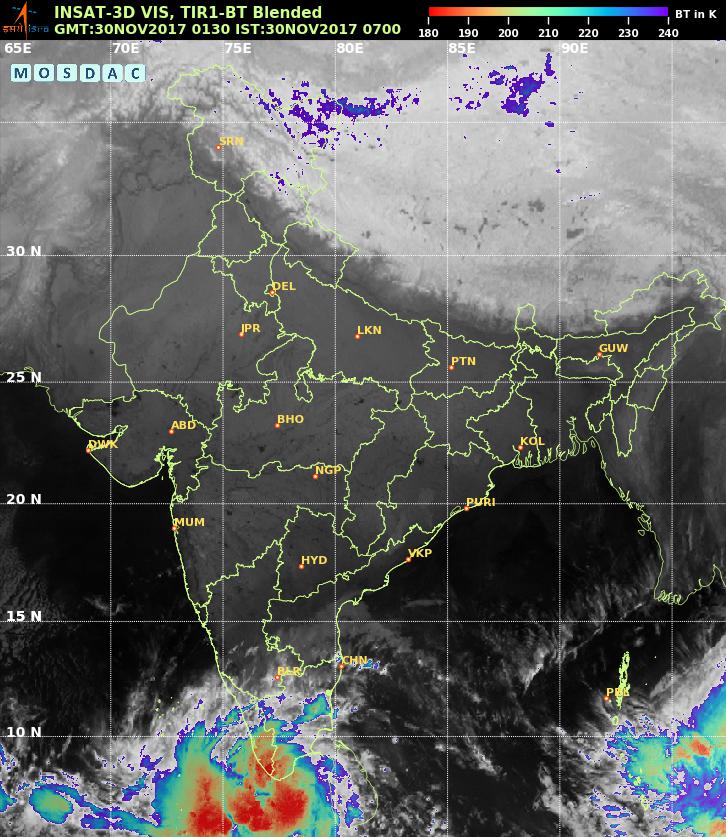 INSAT-3D VIS, TIR1-BT Blended
GMT:30NOV2017 0130 IST:30NOV2017 0700
BT in K
180 190 200 210 220 230 240
65E 70E 75E 80E 85E 90E
MOSDAC
SRN
30 N
DEL
JPR LKN
GUW
PTN
25 N
ABD BHO
DWK KOL
NGP
20 N
PURI
MUM
VKP
HYD
15 N
CHN
BLR
10 N